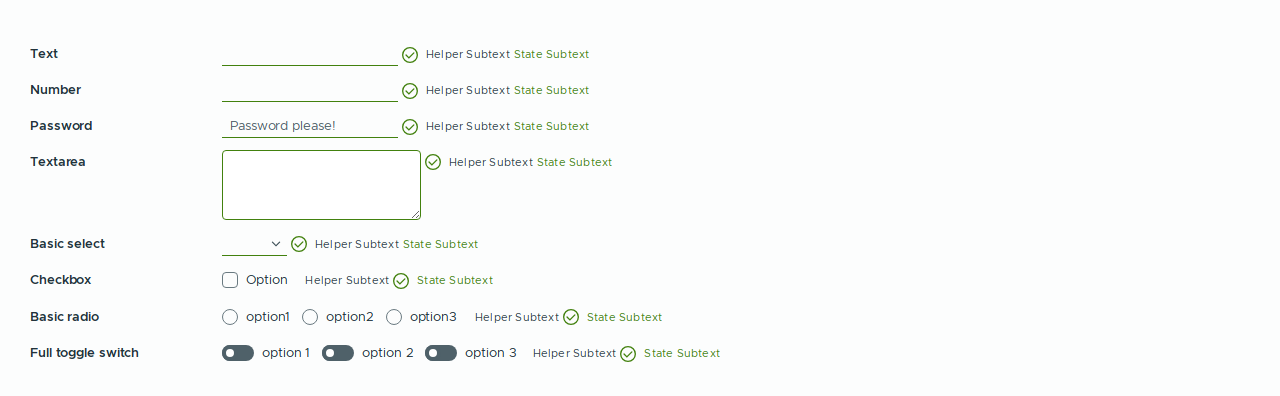 Text Helper Subtext State Subtext
Number Helper Subtext State Subtext
Password Password please! Helper Subtext State Subtext
Textarea Helper Subtext State Subtext
Basic select Helper Subtext State Subtext
Checkbox Option Helper Subtext State Subtext
Basic radio option1 option2 option3 Helper Subtext State Subtext
Full toggle switch option 1 option 2 option 3 Helper Subtext State Subtext